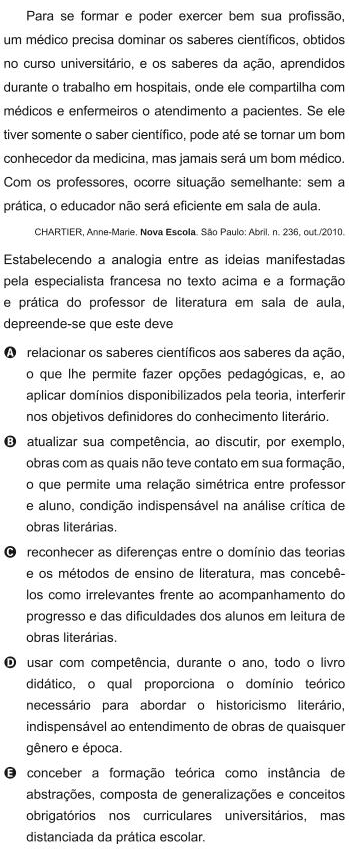 Para se formar e poder exercer bem sua profissão,
um médico precisa dominar os saberes científicos, obtidos
no curso universitário, e os saberes da ação, aprendidos
durante o trabalho em hospitais, onde ele compartilha com
médicos e enfermeiros o atendimento a pacientes. Se ele
tiver somente o saber científico, pode até se tornar um bom
conhecedor da medicina, mas jamais será um bom médico.
Com os professores, ocorre situação semelhante: sem a
prática, o educador não será eficiente em sala de aula.
CHARTIER, Anne-Marie. Nova Escola. São Paulo: Abril. n. 236, out./2010.
Estabelecendo a analogia entre as ideias manifestadas
pela especialista francesa no texto acima e a formação
e prática do professor de literatura em sala de aula,
depreende-se que este deve
A relacionar os saberes científicos aos saberes da ação,
o que lhe permite fazer opções pedagógicas, e, ao
aplicar domínios disponibilizados pela teoria, interferir
nos objetivos definidores do conhecimento literário.
B atualizar sua competência, ao discutir, por exemplo,
obras com as quais não teve contato em sua formação,
o que permite uma relação simétrica entre professor
e aluno, condição indispensável na análise crítica de
obras literárias.
C reconhecer as diferenças entre o domínio das teorias
e os métodos de ensino de literatura, mas concebê-
los como irrelevantes frente ao acompanhamento do
progresso e das dificuldades dos alunos em leitura de
obras literárias.
D usar com competência, durante o ano, todo o livro
didático, o qual proporciona o domínio teórico
necessário para abordar o historicismo literário,
indispensável ao entendimento de obras de quaisquer
gênero e época.
E conceber a formação teórica como instância de
abstrações, composta de generalizações e conceitos
obrigatórios nos curriculares universitários, mas
distanciada da prática escolar.